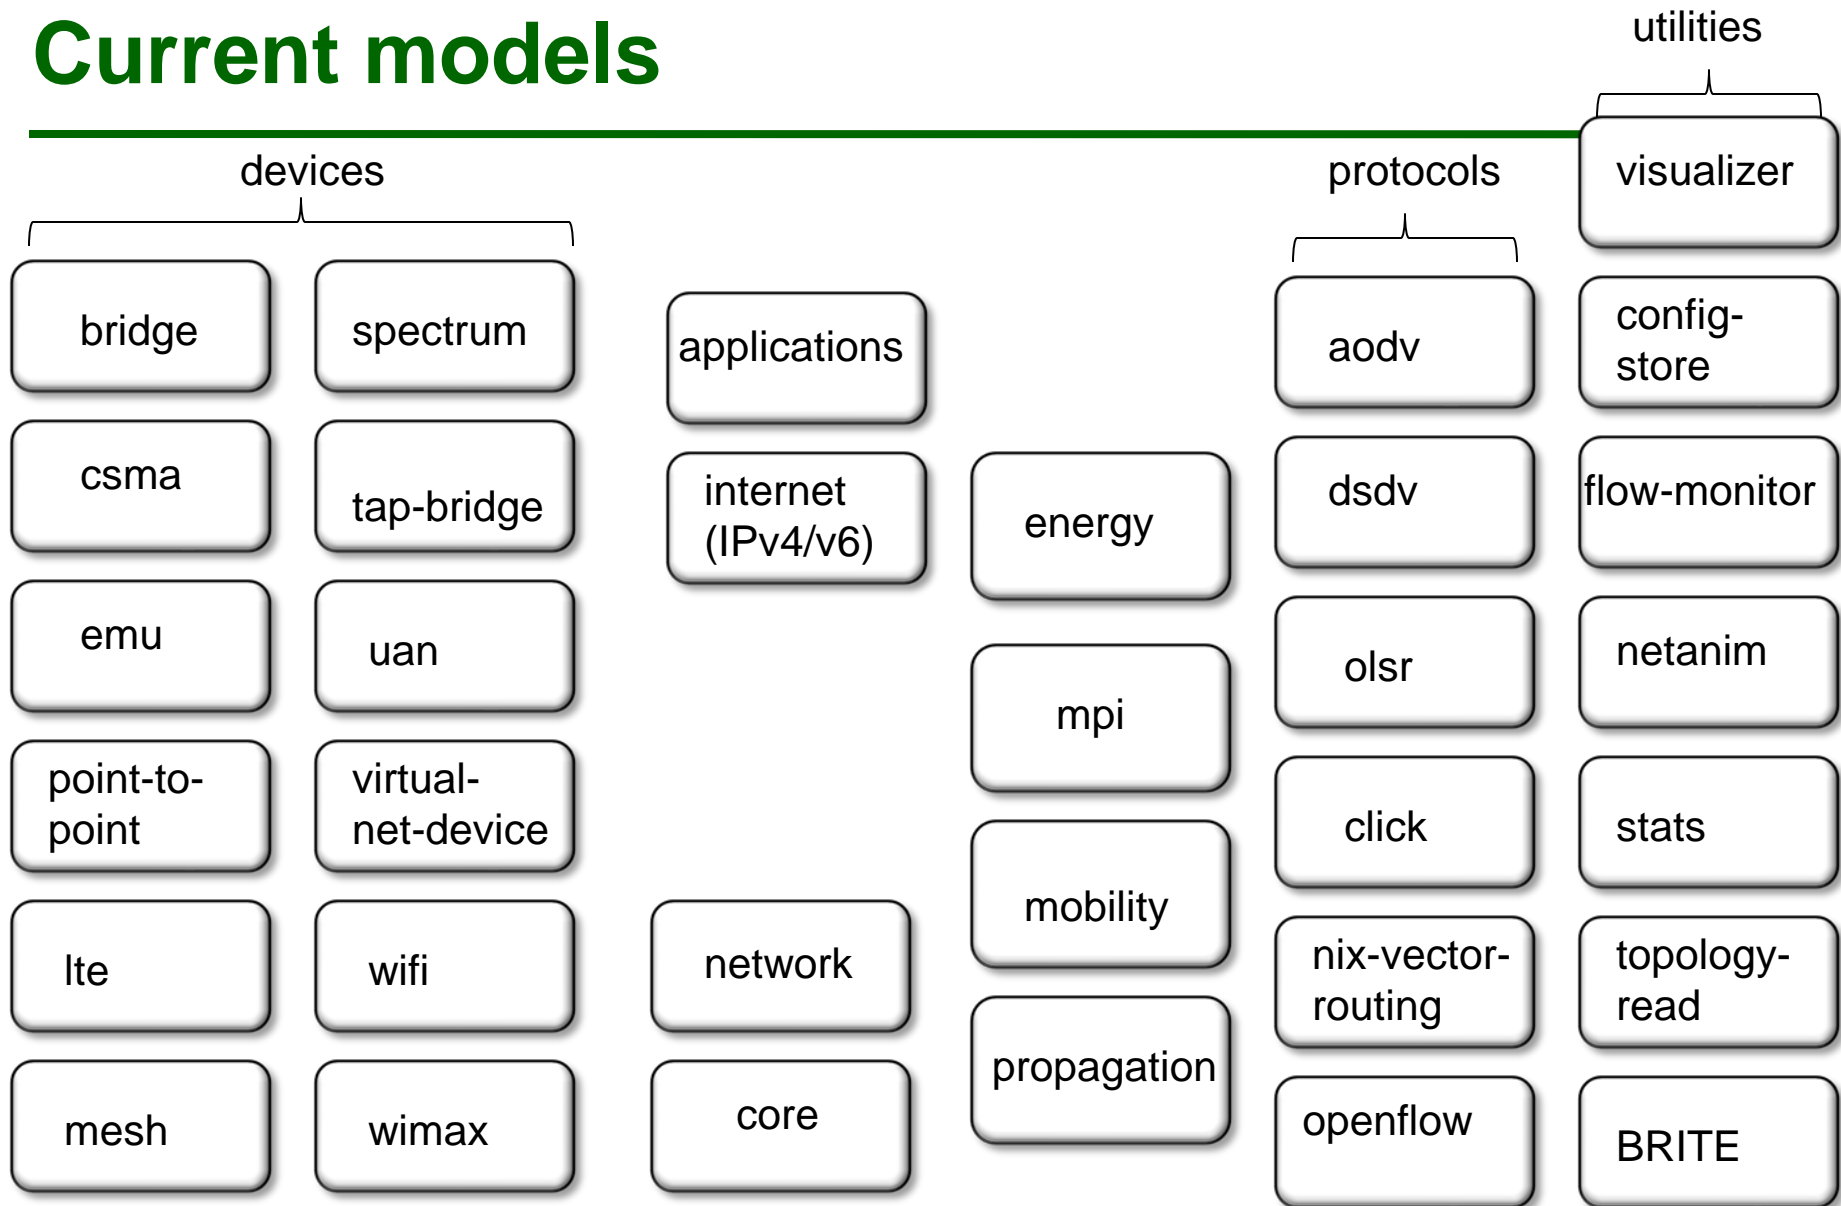 Current models
utilities
devices
protocols
visualizer
bridge
spectrum
applications
aodv
config-
store
csma
tap-bridge
internet
(IPv4/v6)
energy
dsdv
flow-monitor
emu
uan
mpi
olsr
netanim
point-to-
point
virtual-
net-device
mobility
click
stats
lte
wifi
network
nix-vector-
routing
topology-
read
mesh
wimax
core
propagation
openflow
BRITE